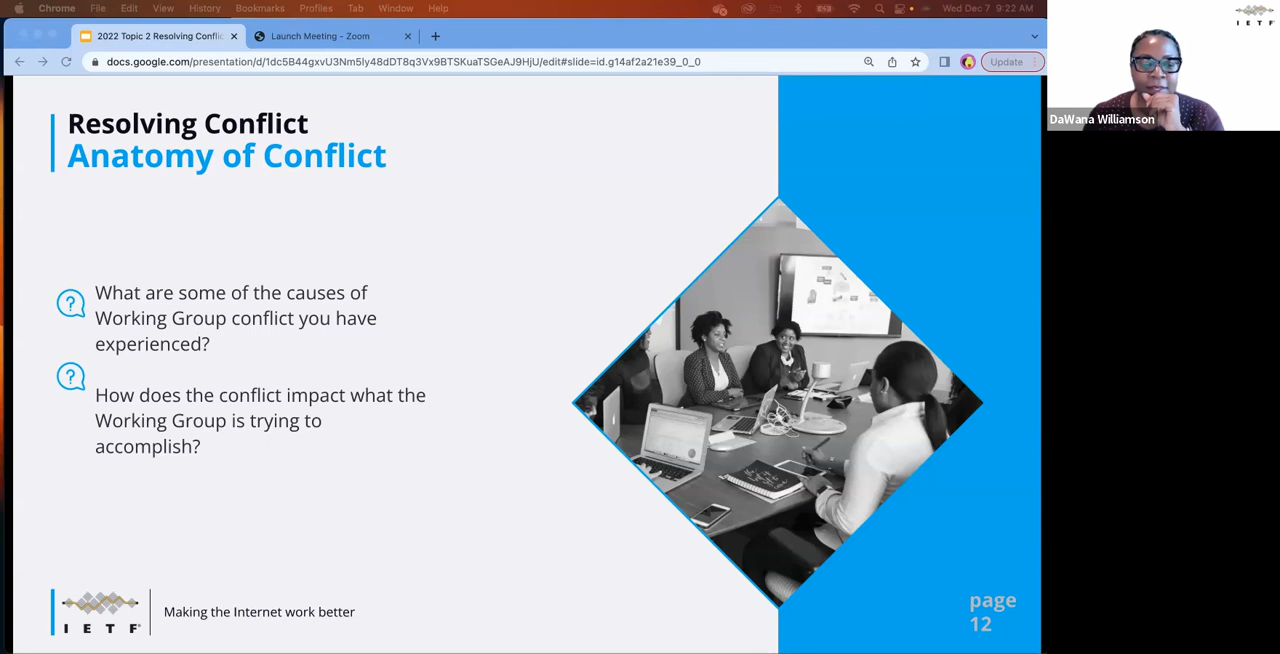 Chrome File Edit View History Bookmarks Profiles Tab Window Help Wed Dec 7 9:22 AM
2022 Topic 2 Resolving Conflic Launch Meeting - Zoom
docs.google.com/presentation/d/1dc5B44gxvU3Nm5Iy48dDT8q3Vx9BTSKuaTSGeAJ9HjU/edit#slide=id.g14af2a21e39_0_0 Update
IETF
DaWana Williamson
Resolving Conflict
Anatomy of Conflict
What are some of the causes of
Working Group conflict you have
experienced?
How does the conflict impact what the
Working Group is trying to
accomplish?
IETF®
Making the Internet work better
page
12